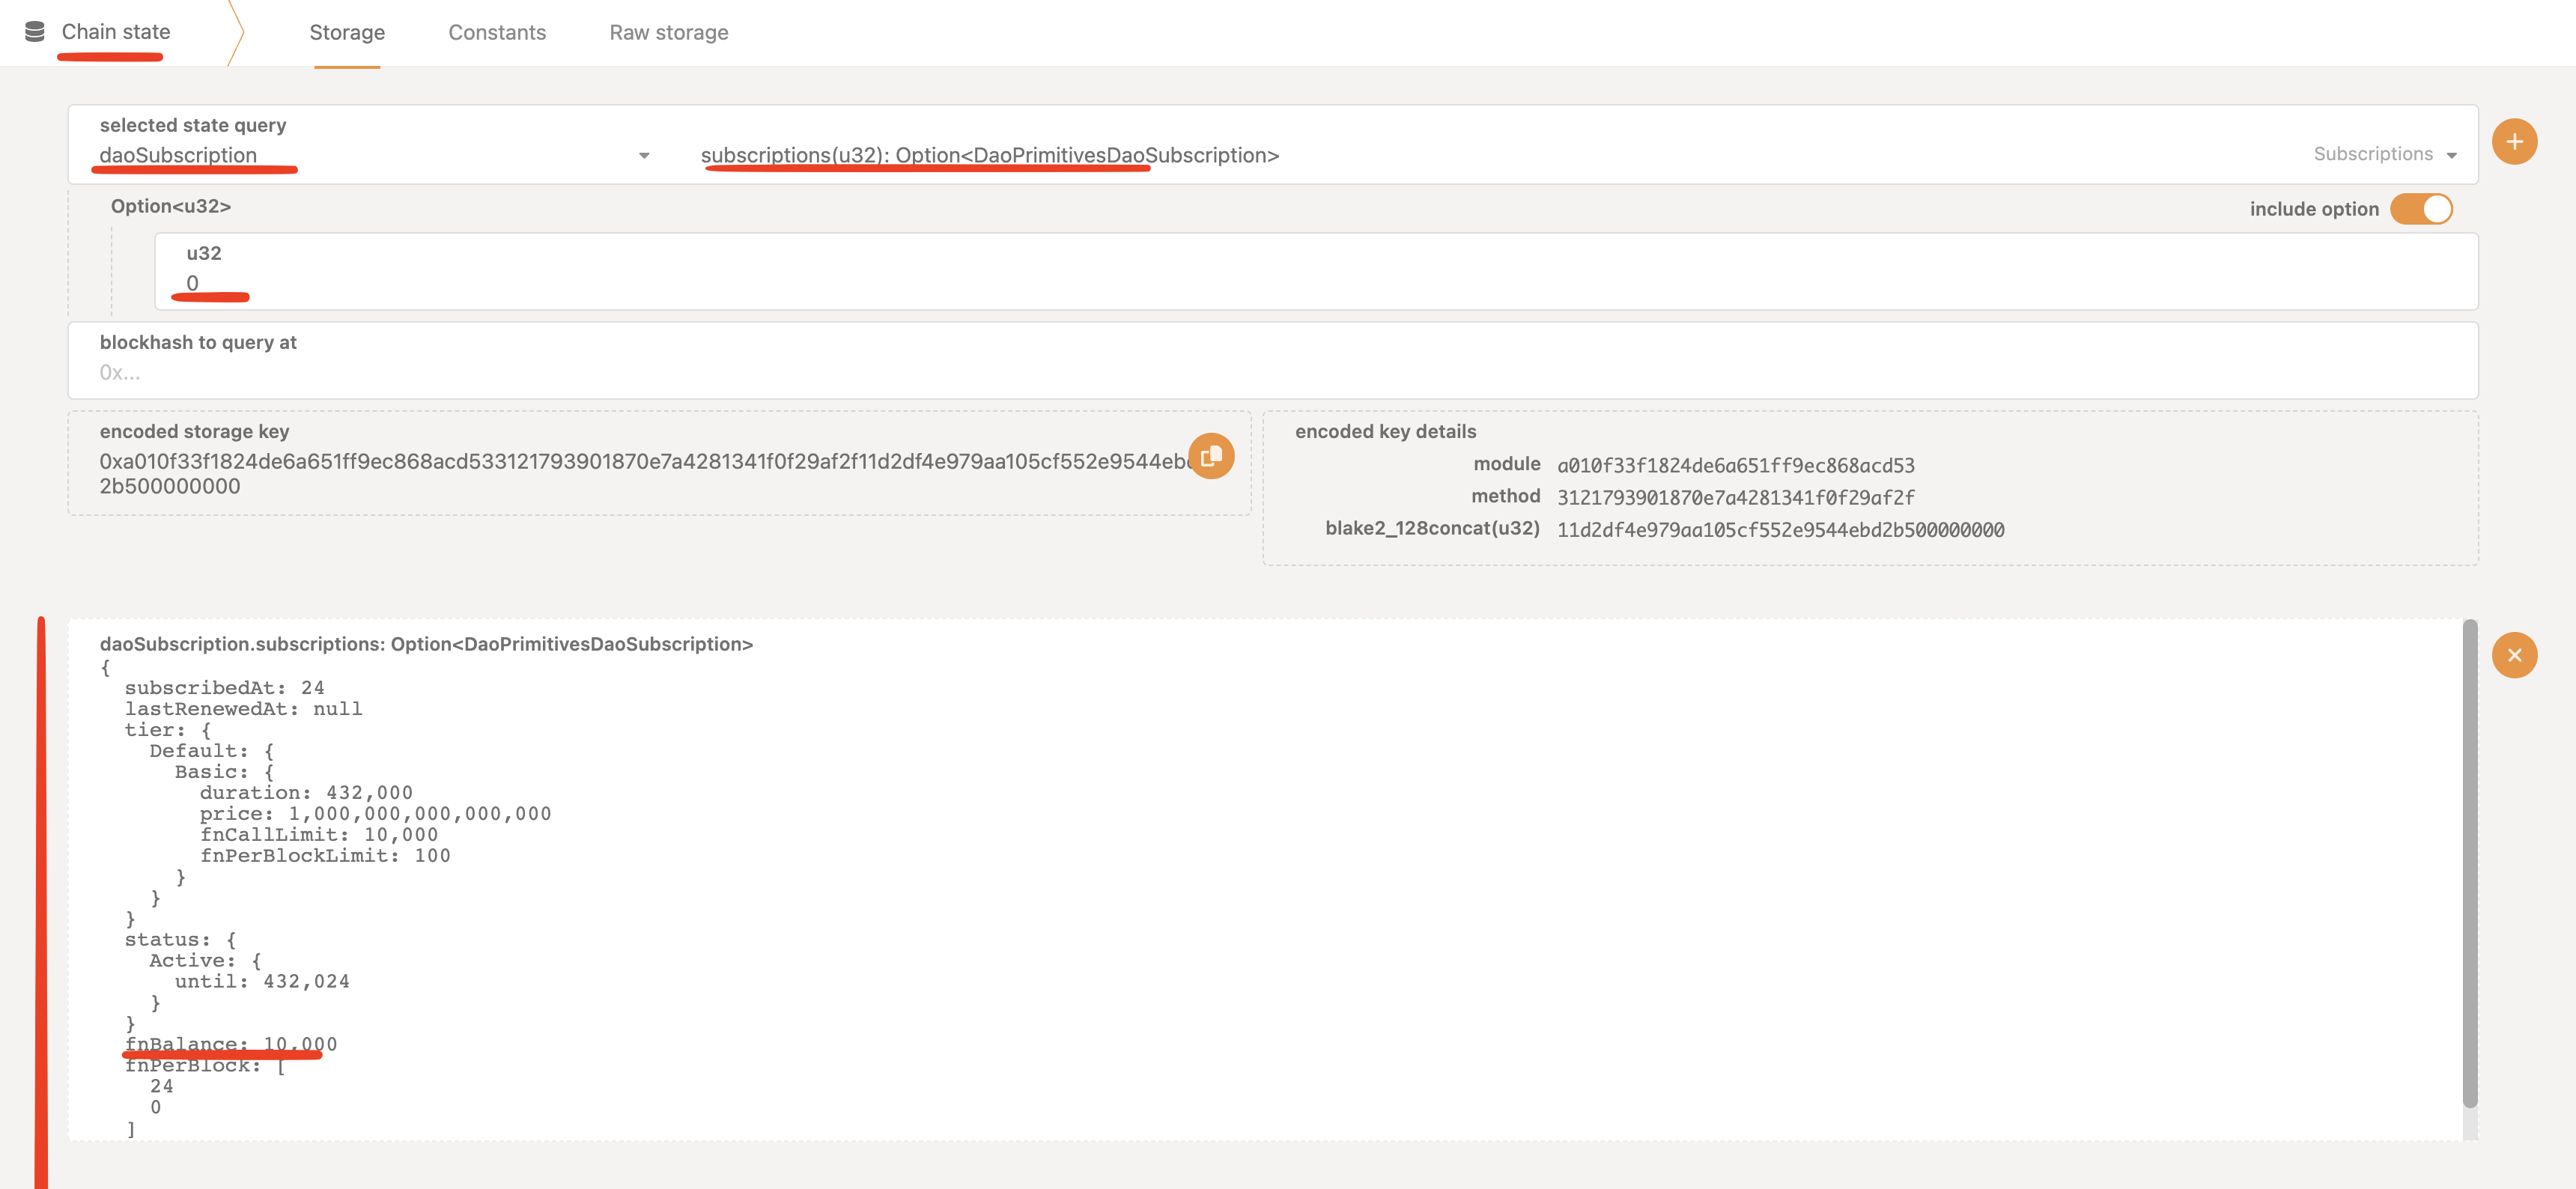 Chain state
Storage
Constants
Raw storage
selected state query
daoSubscription
subscriptions(u32): Option<DaoPrimitivesDaoSubscription>
Subscriptions
Option<u32>
include option
u32
0
blockhash to query at
0x...
encoded storage key
0xa010f33f1824de6a651ff9ec868acd533121793901870e7a4281341f0f29af2f11d2df4e979aa105cf552e9544eb
2b500000000
encoded key details
module a010f33f1824de6a651ff9ec868acd53
method 3121793901870e7a4281341f0f29af2f
blake2_128concat(u32) 11d2df4e979aa105cf552e9544ebd2b500000000
daoSubscription.subscriptions: Option<DaoPrimitivesDaoSubscription>
{
subscribedAt: 24
lastRenewedAt: null
tier: {
Default: {
Basic: {
duration: 432,000
price: 1,000,000,000,000,000
fnCallLimit: 10,000
fnPerBlockLimit: 100
}
}
}
status: {
Active: {
until: 432,024
}
}
fnBalance: 10,000
fnPerBlock: [
24
0
]